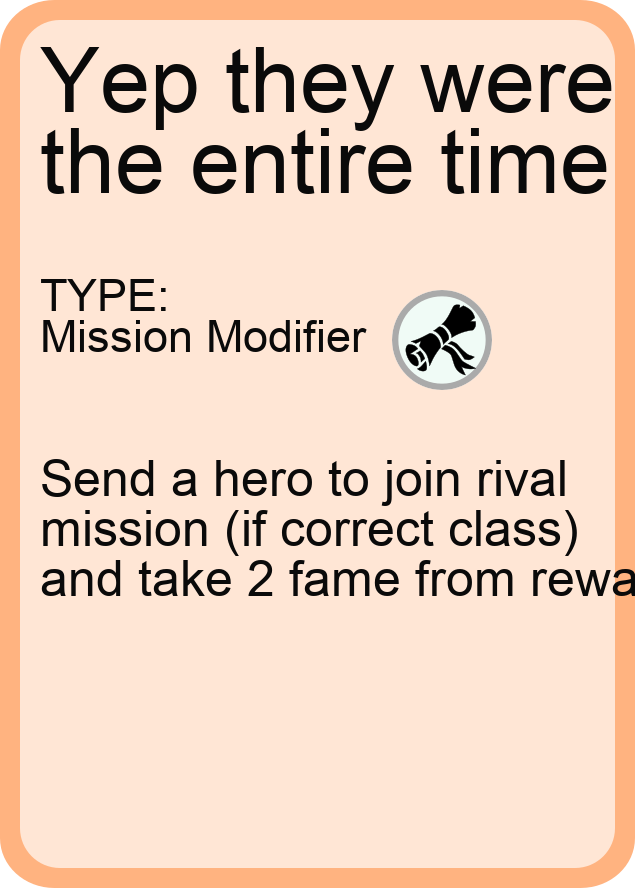 Yep they were
the entire time
TYPE:
Mission Modifier
Send a hero to join rival
mission (if correct class)
and take 2 fame from